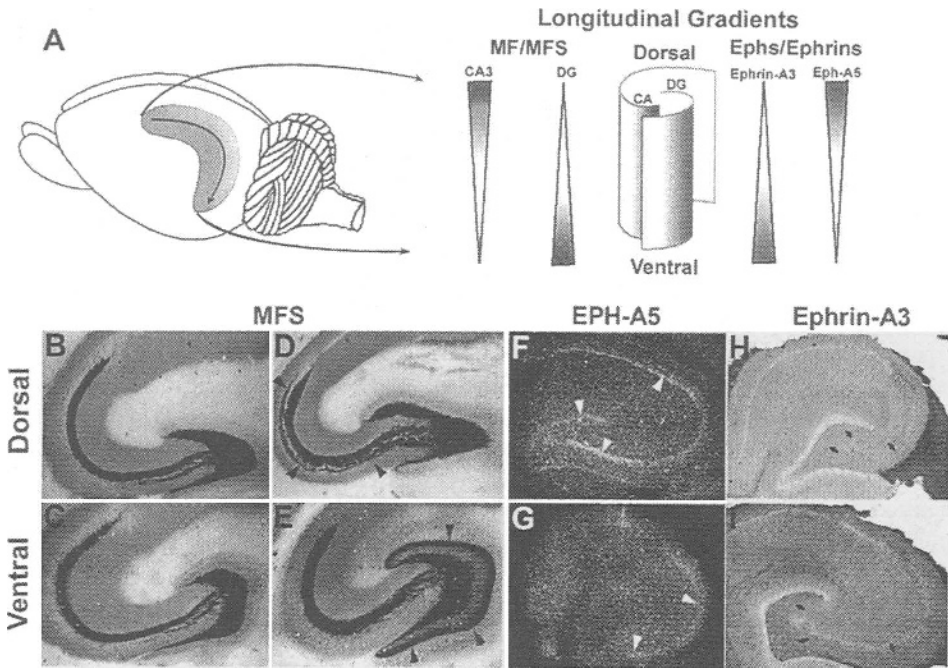 A
Longitudinal Gradients
MF/MFS Dorsal Ephs/Ephrins
CA3 DG Ephrin-A3 Eph-A5
DG
CA
Ventral
MFS EPH-A5 Ephrin-A3
Dorsal
B D F H
Ventral
C E G I